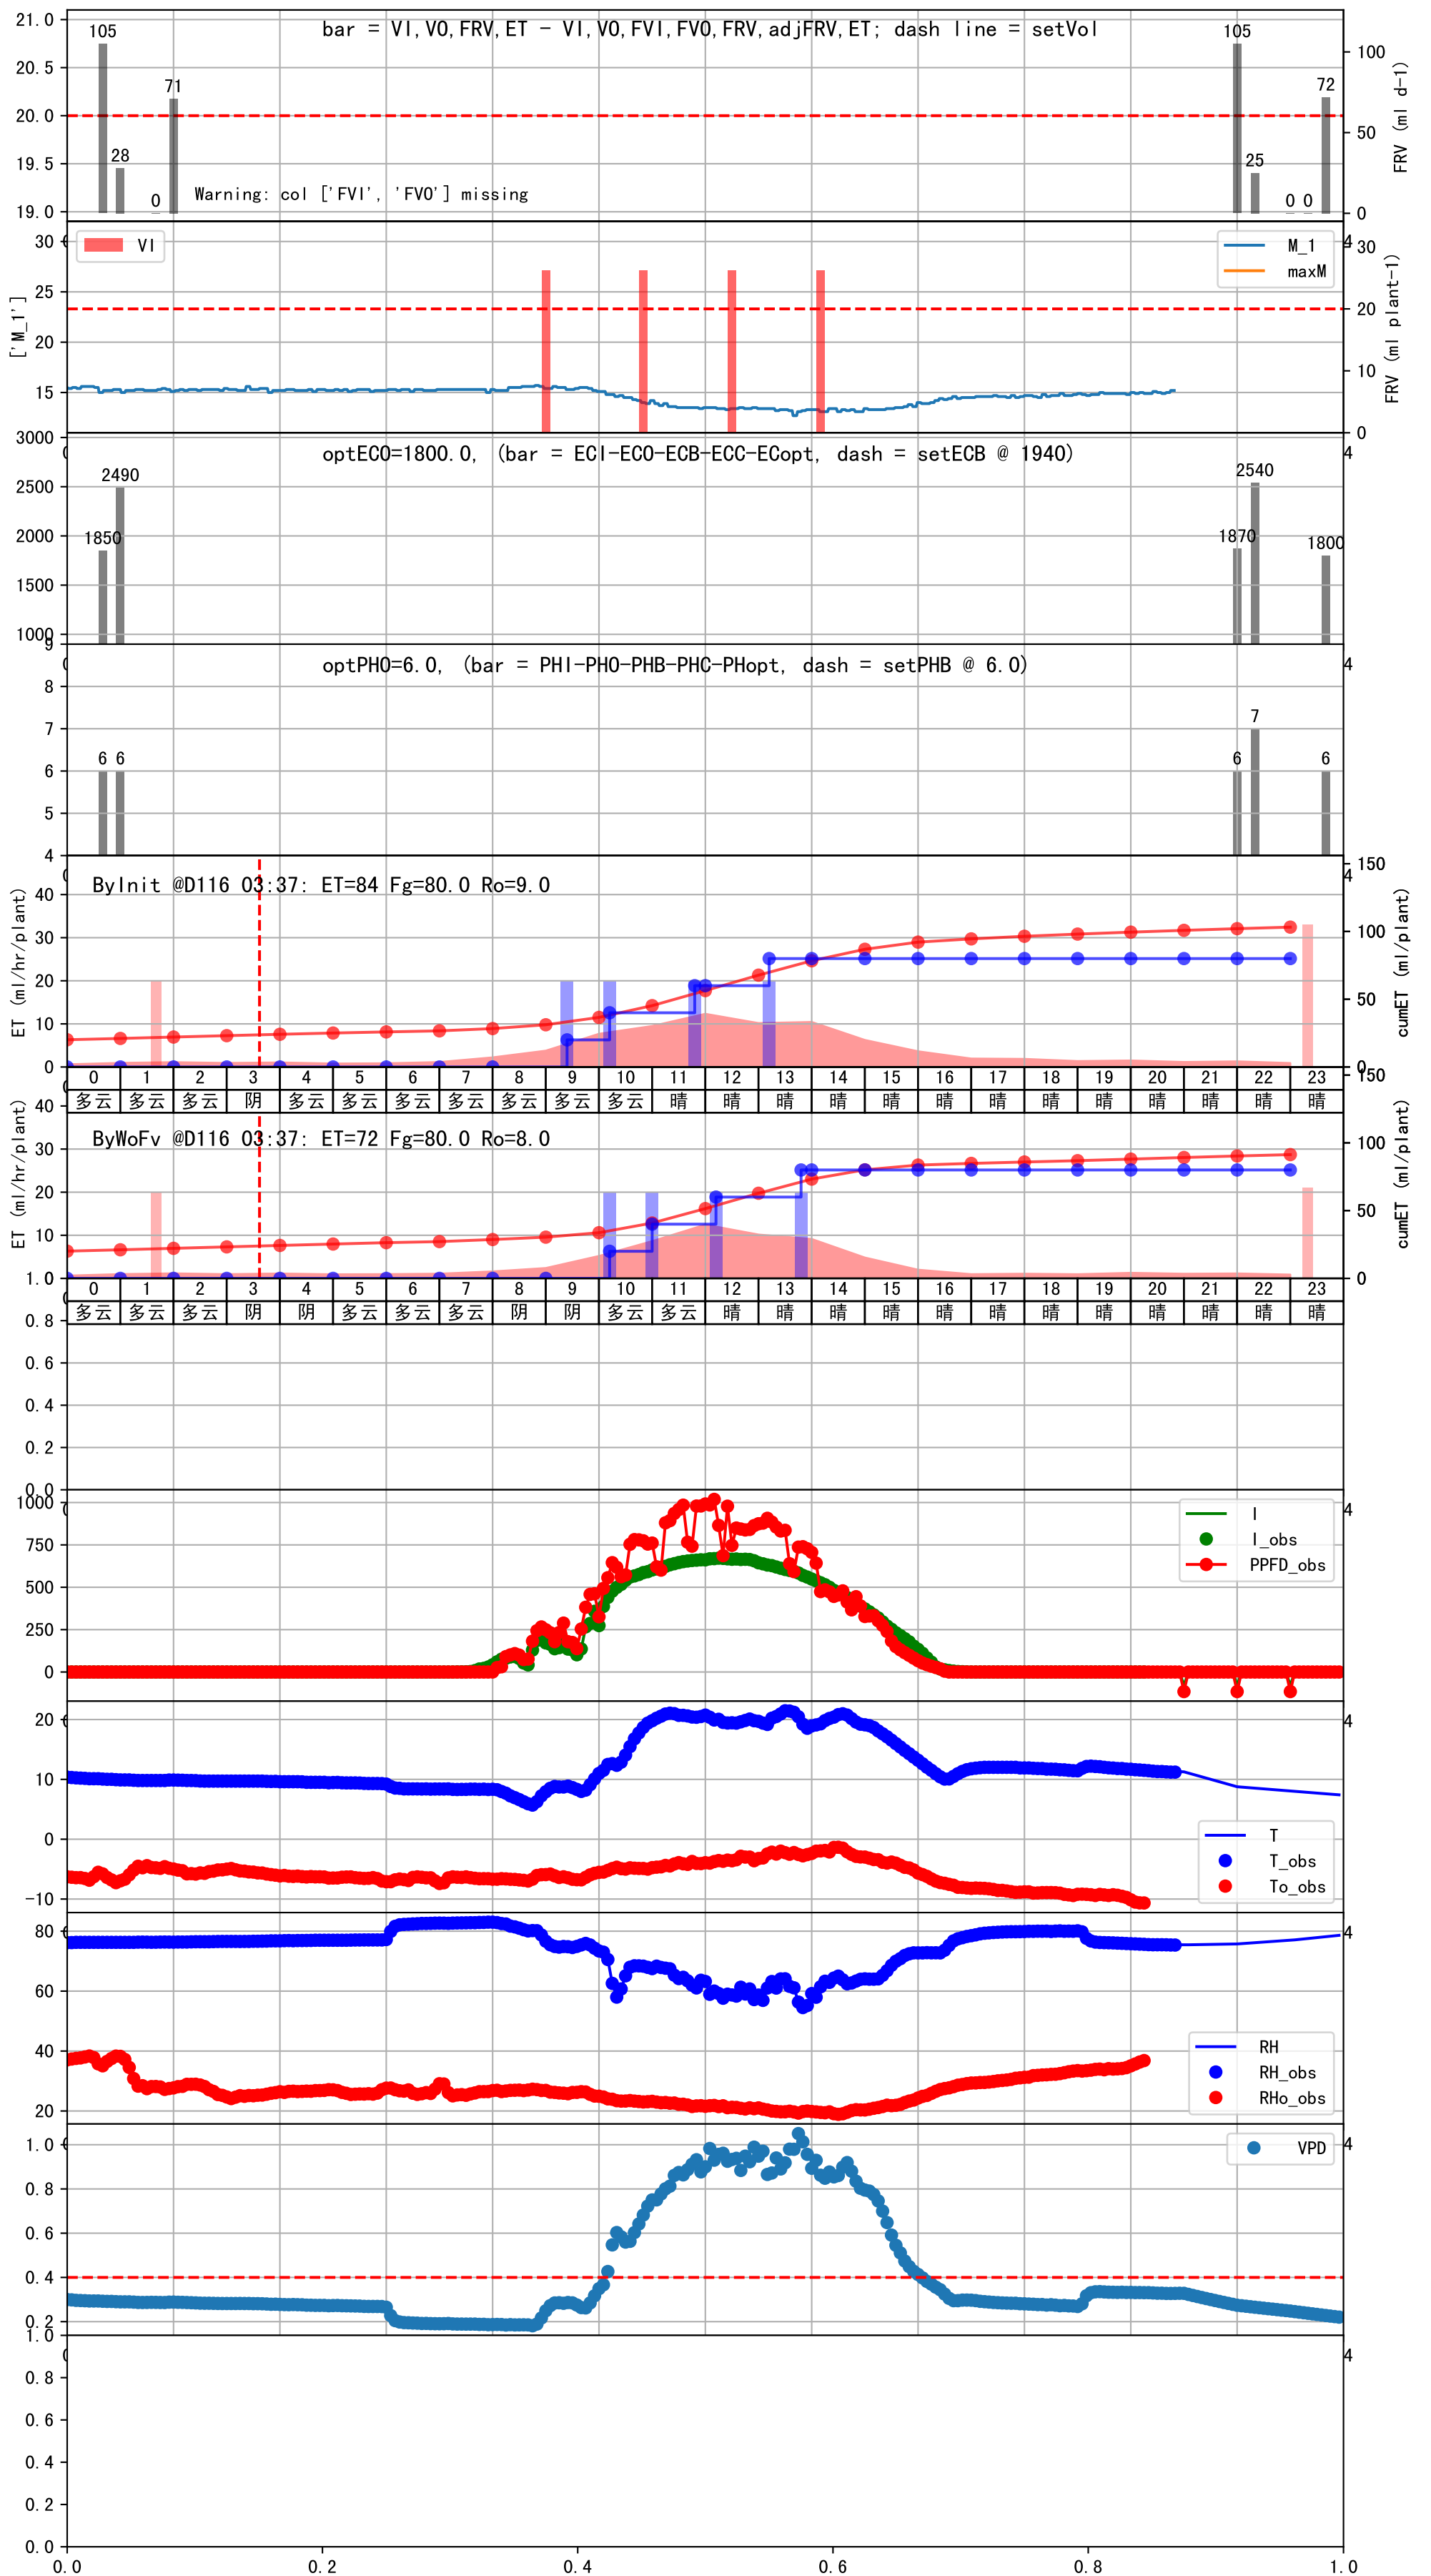 bar = VI,VO,FRV,ET - VI,VO,FVI,FVO,FRV,adjFRV,ET; dash line = setVol
21.0 20.5 20.0 19.5 19.0
105 28 0 71 105 25 0 0 72
Warning: col ['FVI', 'FVO'] missing
100 50 0
FRV (ml d-1)
VI
M_1
maxM
30 25 20 15
['M_1']
30 20 10 0
FRV (ml plant-1)
optECO=1800.0, (bar = ECI-ECO-ECB-ECC-ECopt, dash = setECB @ 1940)
3000 2500 2000 1500 1000
1850 2490 1870 2540 1800
optPHO=6.0, (bar = PHI-PHO-PHB-PHC-PHopt, dash = setPHB @ 6.0)
9 8 7 6 5 4
6 6 6 7 6
ByInit @D116 03:37: ET=84 Fg=80.0 Ro=9.0
40 30 20 10 0
ET (ml/hr/plant)
150 100 50 0
cumET (ml/plant)
0 1 2 3 4 5 6 7 8 9 10 11 12 13 14 15 16 17 18 19 20 21 22 23
多云 多云 多云 阴 多云 多云 多云 多云 阴 多云 多云 晴 晴 晴 晴 晴 晴 晴 晴 晴 晴 晴 晴 晴
ByWoFv @D116 03:37: ET=72 Fg=80.0 Ro=8.0
40 30 20 10
ET (ml/hr/plant)
150 100 50 0
cumET (ml/plant)
0 1 2 3 4 5 6 7 8 9 10 11 12 13 14 15 16 17 18 19 20 21 22 23
多云 多云 多云 阴 阴 多云 多云 多云 阴 阴 多云 多云 晴 晴 晴 晴 晴 晴 晴 晴 晴 晴 晴 晴
1.0 0.8 0.6 0.4 0.2 0.0
1000 750 500 250 0
I
I_obs
PPFD_obs
20 10 0 -10
T
T_obs
To_obs
80 60 40 20
RH
RH_obs
RHo_obs
1.0 0.8 0.6 0.4 0.2
VPD
1.0 0.8 0.6 0.4 0.2 0.0
0.0 0.2 0.4 0.6 0.8 1.0